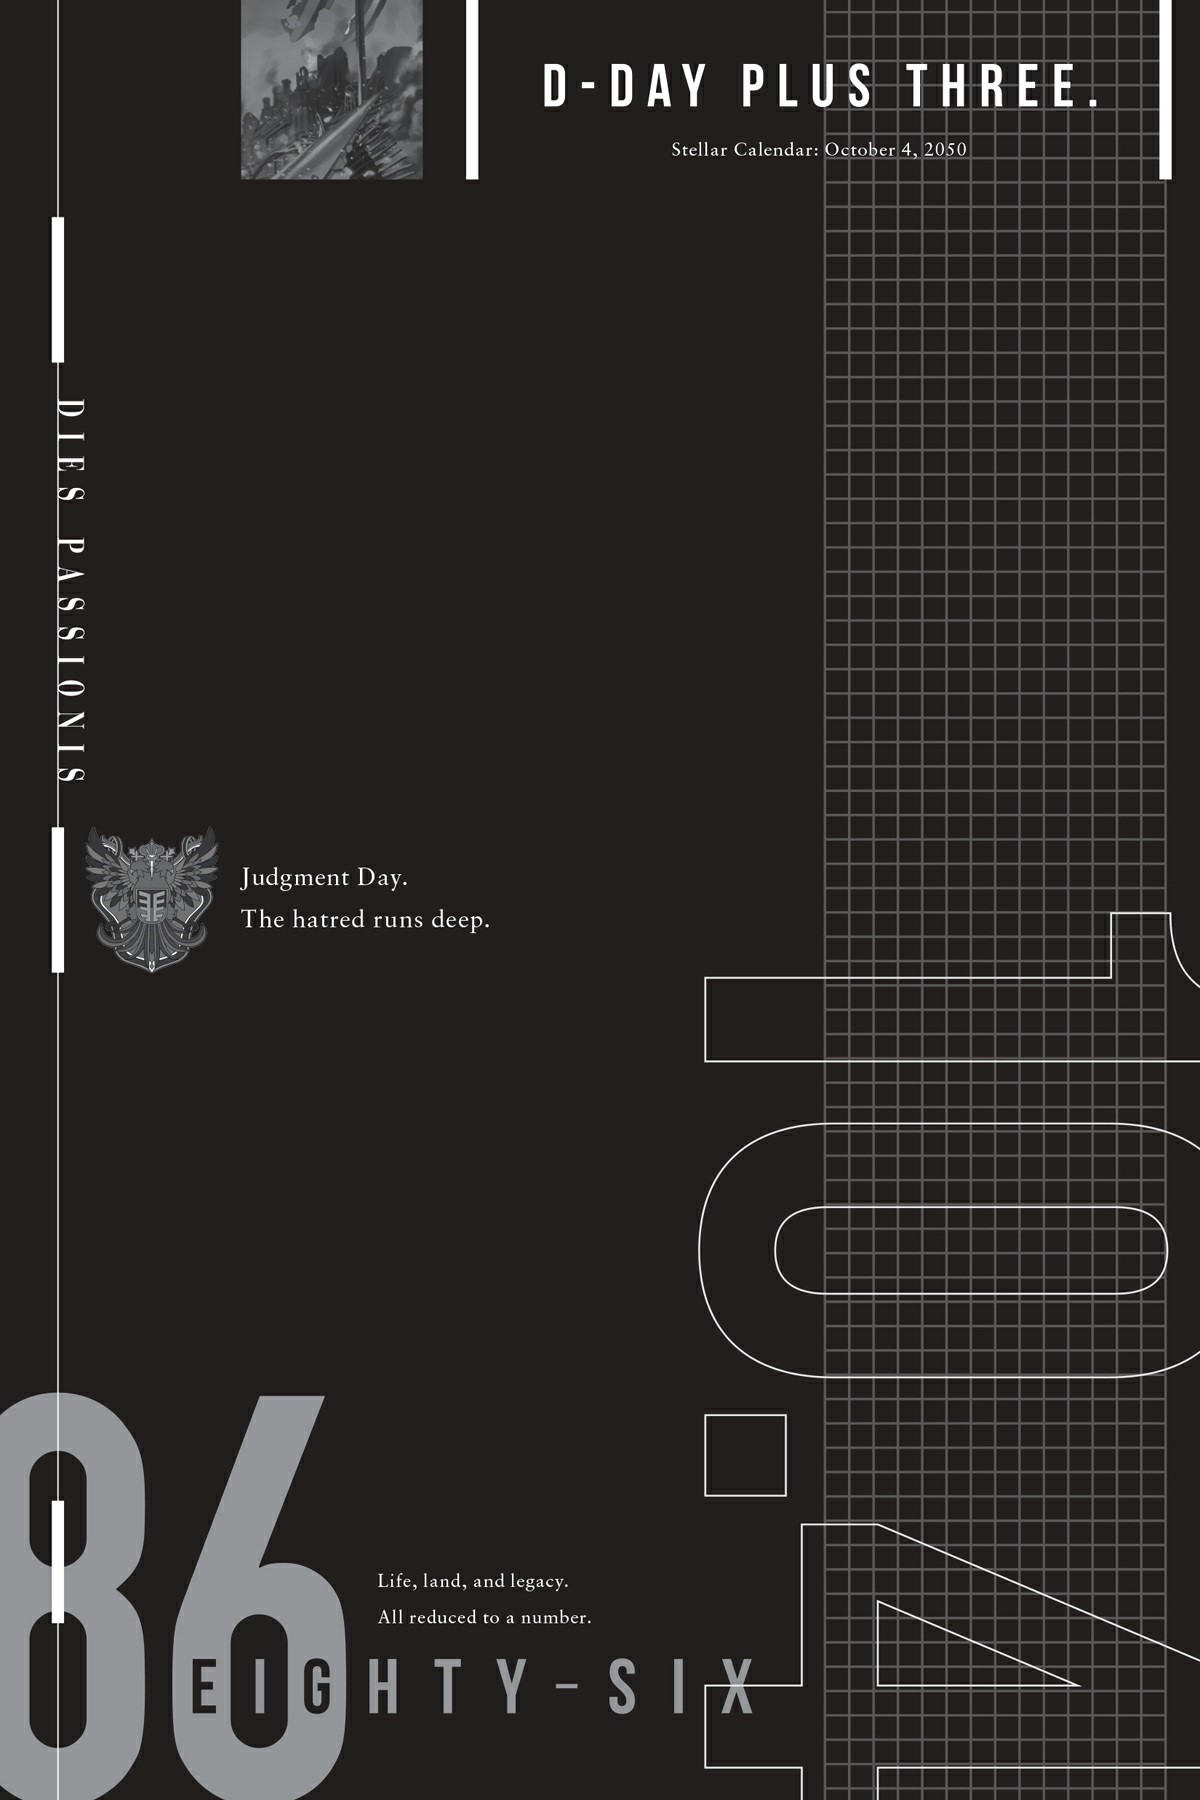 D-DAY PLUS THREE.
Stellar Calendar: October 4, 2050
DIES PASSIONIS
Judgment Day.
The hatred runs deep.
10.4
86
Life, land, and legacy.
All reduced to a number.
EIGHTY-SIX